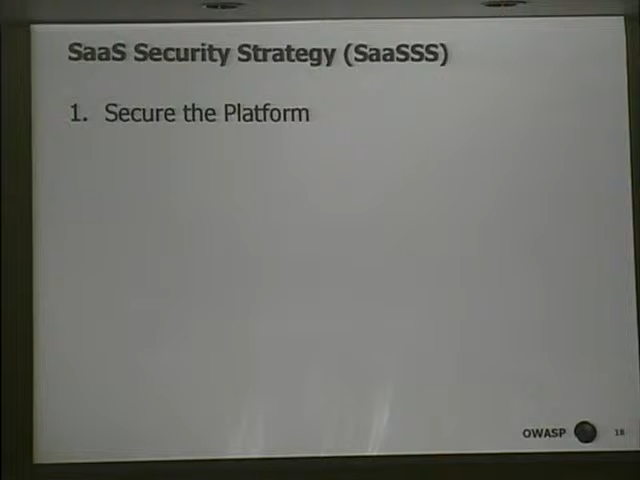 SaaS Security Strategy (SaaSSS)
1. Secure the Platform
OWASP